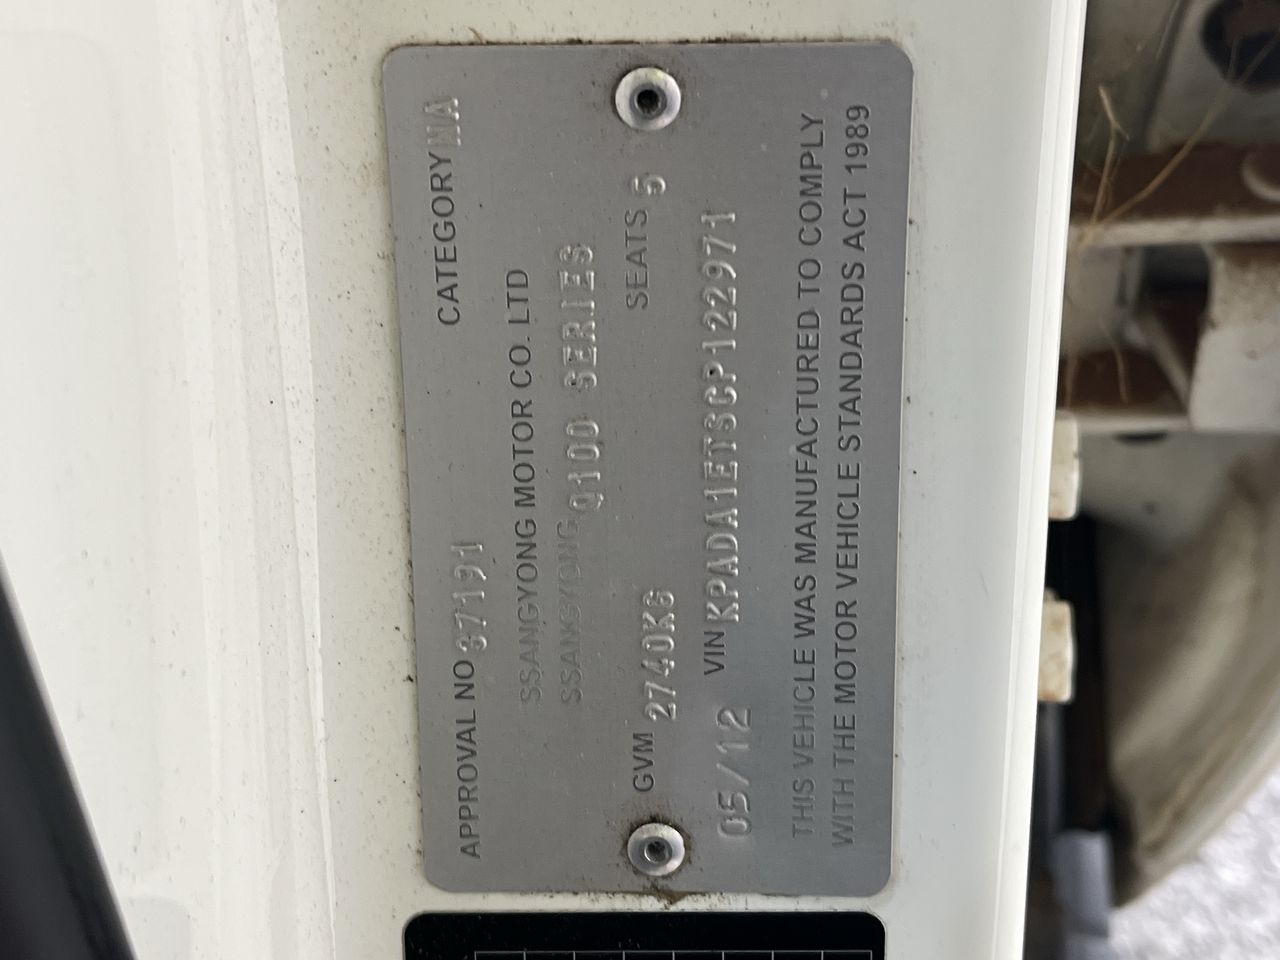 APPROVAL NO 37191 CATEGORY NA
SSANGYONG MOTOR CO. LTD
SSANGYONG Q100 SERIES
GVM 2740KG SEATS 5
05/12 VIN KPADA1ETSCP122971
THIS VEHICLE WAS MANUFACTURED TO COMPLY
WITH THE MOTOR VEHICLE STANDARDS ACT 1989